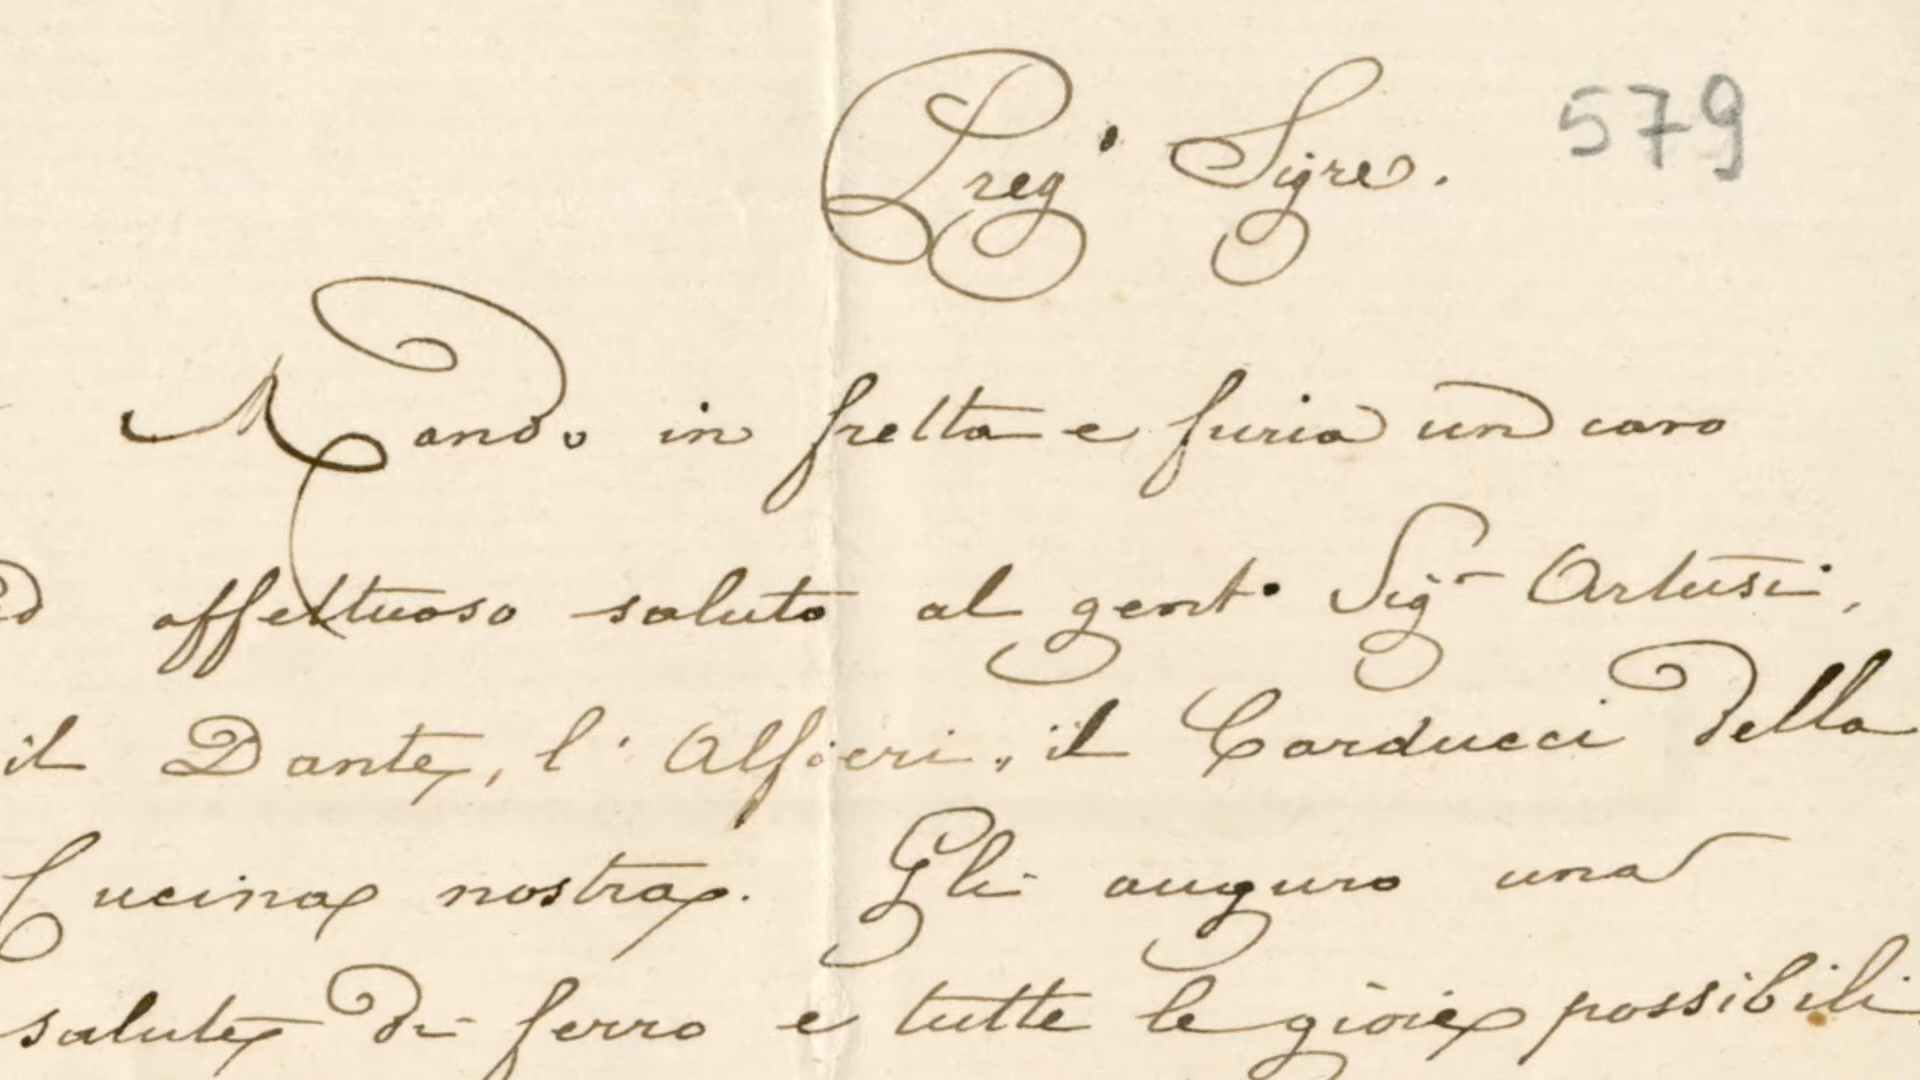 Preg. Sigre. 579
Mando in fretta e furia un caro
ed affettuoso saluto al gent. Sigr Artusi,
il Dante, l'Alfieri, il Carducci della
Cucina nostra. Gli auguro una
salute di ferro e tutte le gioie possibili